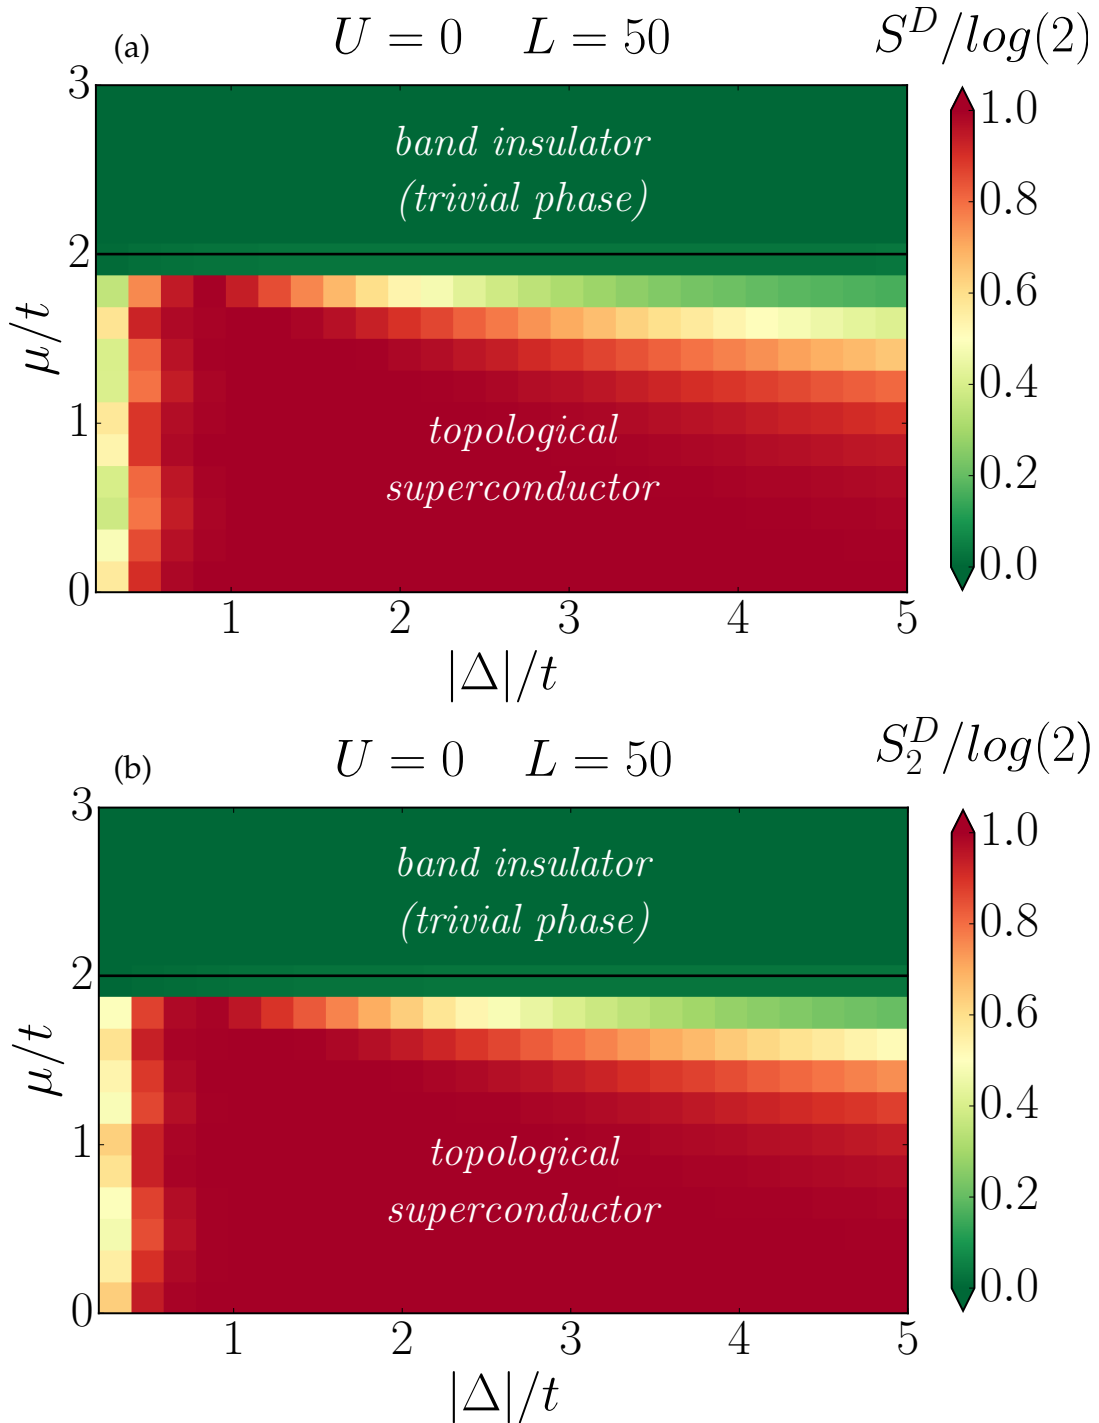 (a) U = 0 L = 50 S^D/log(2)
3
2
1
0
μ/t
band insulator
(trivial phase)
topological
superconductor
1 2 3 4 5
|Δ|/t
1.0
0.8
0.6
0.4
0.2
0.0
(b) U = 0 L = 50 S_2^D/log(2)
3
2
1
0
μ/t
band insulator
(trivial phase)
topological
superconductor
1 2 3 4 5
|Δ|/t
1.0
0.8
0.6
0.4
0.2
0.0